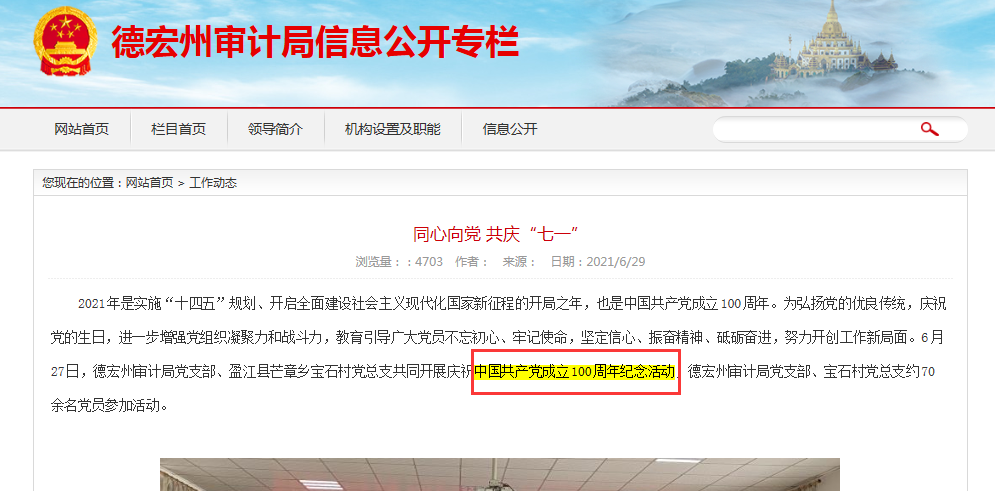 德宏州审计局信息公开专栏
网站首页 栏目首页 领导简介 机构设置及职能 信息公开
您现在的位置：网站首页 > 工作动态
同心向党 共庆“七一”
浏览量：：4703 作者： 来源： 日期：2021/6/29
2021年是实施“十四五”规划、开启全面建设社会主义现代化国家新征程的开局之年，也是中国共产党成立100周年。为弘扬党的优良传统，庆祝
党的生日，进一步增强党组织凝聚力和战斗力，教育引导广大党员不忘初心、牢记使命，坚定信心、振奋精神、砥砺奋进，努力开创工作新局面。6月
27日，德宏州审计局党支部、盈江县芒章乡宝石村党总支共同开展庆祝中国共产党成立100周年纪念活动，德宏州审计局党支部、宝石村党总支约70
余名党员参加活动。